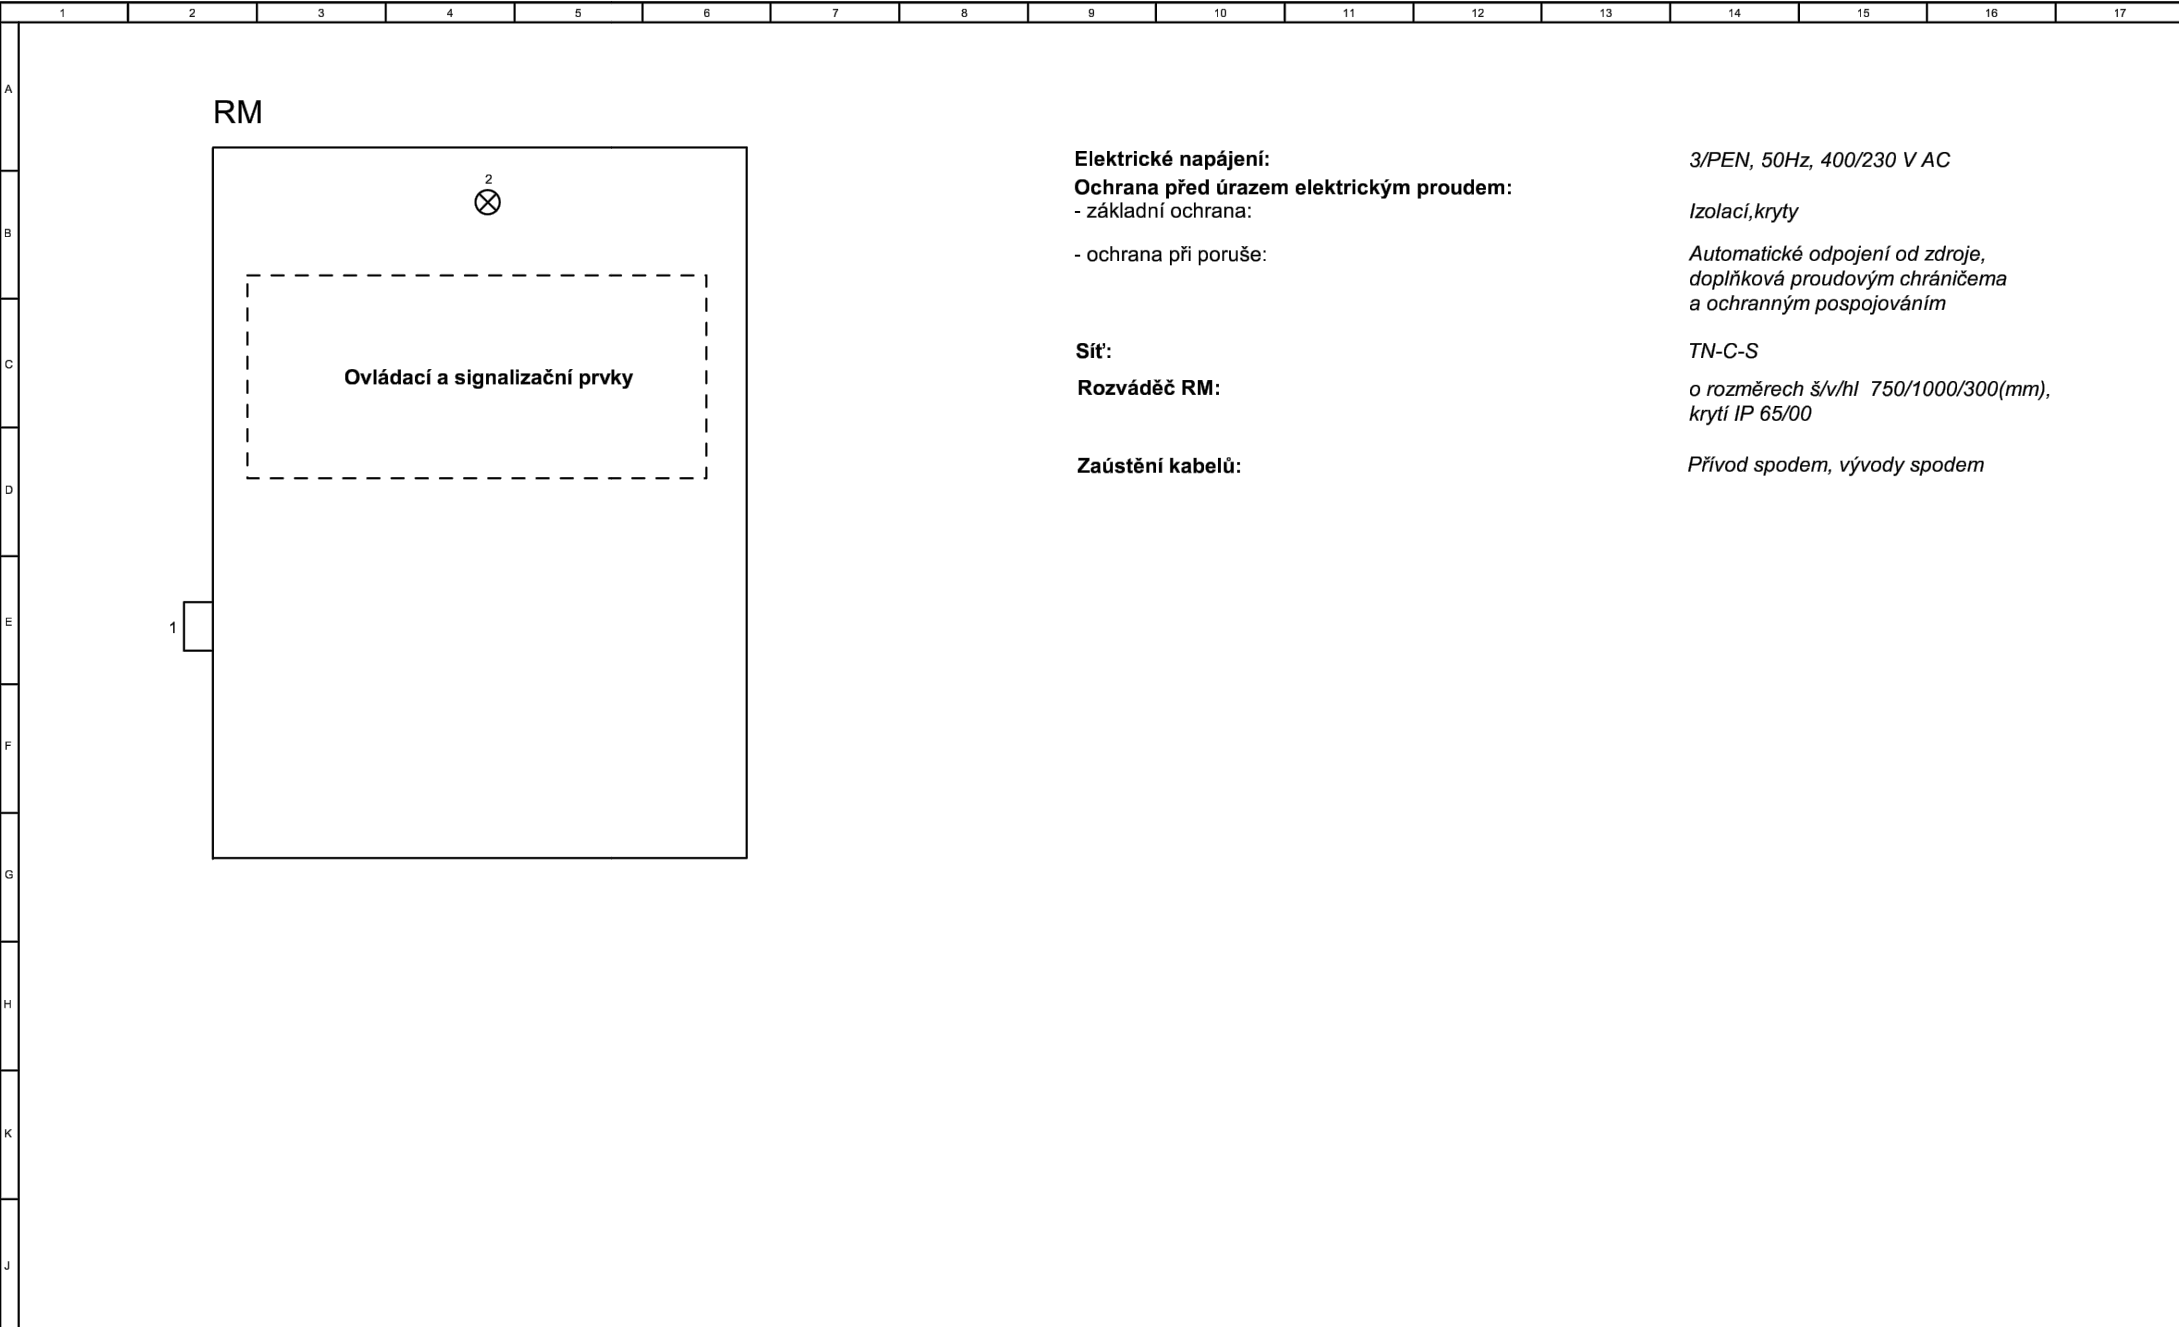 1 2 3 4 5 6 7 8 9 10 11 12 13 14 15 16 17
A
RM
Elektrické napájení: 3/PEN, 50Hz, 400/230 V AC
2
Ochrana před úrazem elektrickým proudem:
- základní ochrana: Izolací,kryty
B
- ochrana při poruše: Automatické odpojení od zdroje,
doplňková proudovým chráničema
a ochranným pospojováním
Síť: TN-C-S
C
Ovládací a signalizační prvky
Rozváděč RM: o rozměrech š/v/hl 750/1000/300(mm),
krytí IP 65/00
Zaústění kabelů: Přívod spodem, vývody spodem
D
E
1
F
G
H
K
J